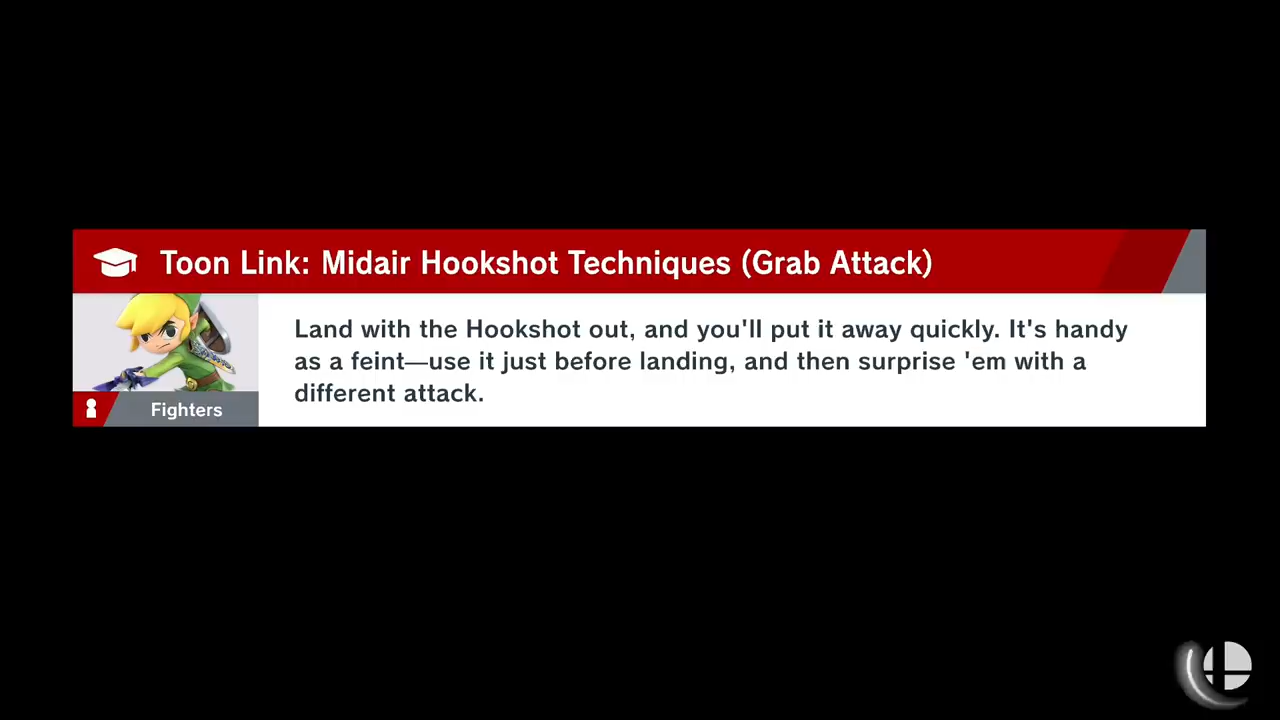 Toon Link: Midair Hookshot Techniques (Grab Attack)
Land with the Hookshot out, and you'll put it away quickly. It's handy
as a feint—use it just before landing, and then surprise 'em with a
different attack.
Fighters